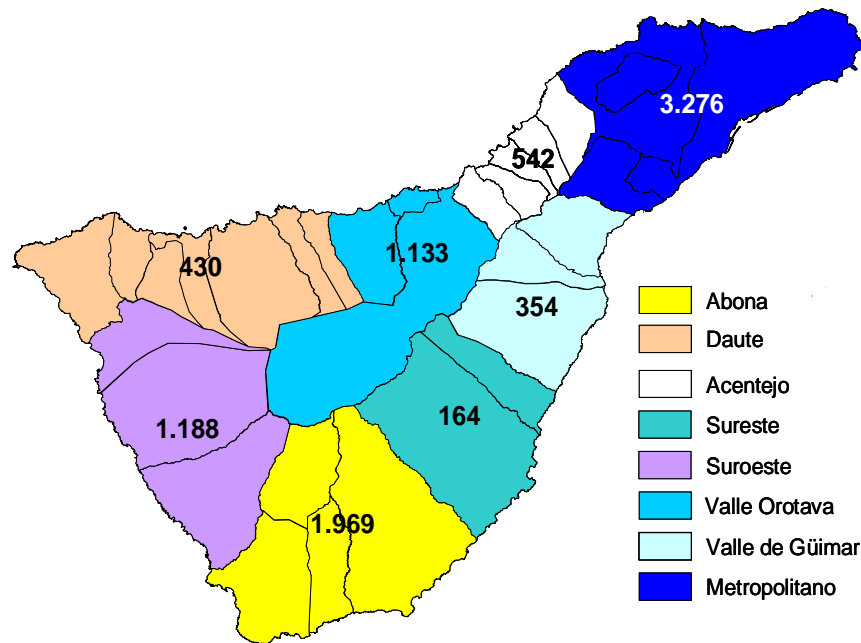 3.276
542
1.133
430
354
164
1.188
1.969
Abona
Daute
Acentejo
Sureste
Suroeste
Valle Orotava
Valle de Güimar
Metropolitano